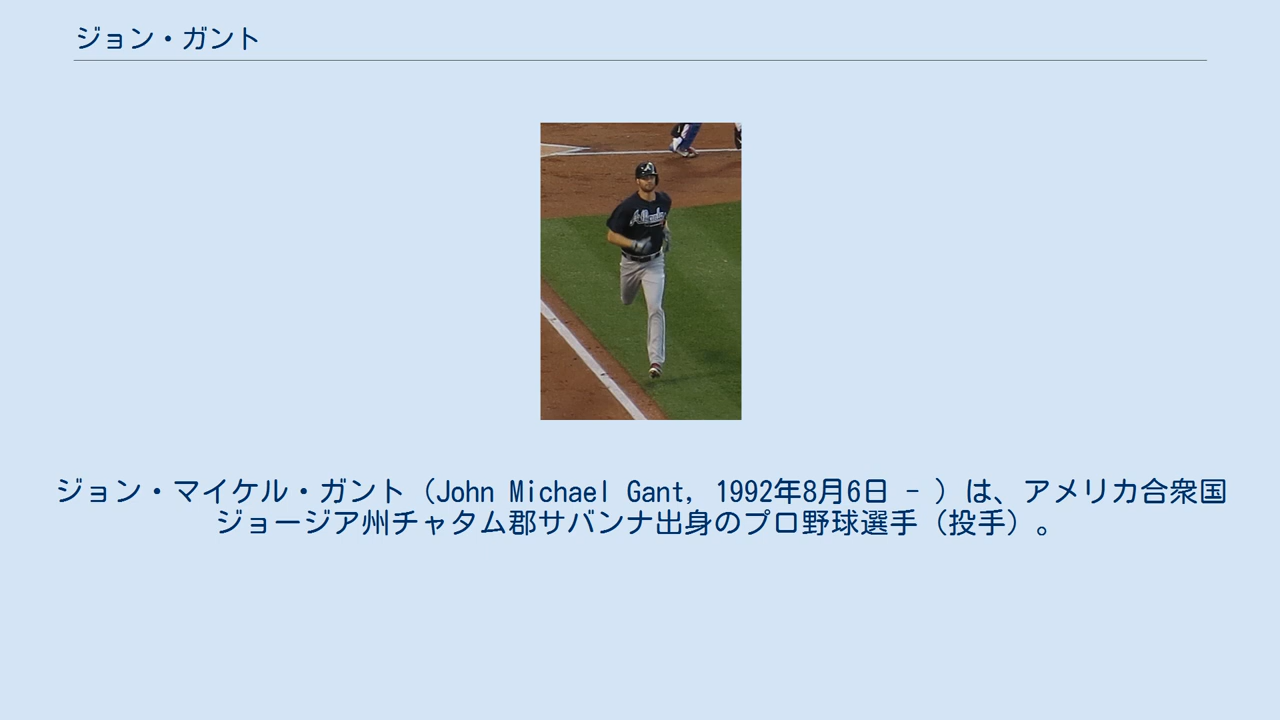 ジョン・ガント
ジョン・マイケル・ガント（John Michael Gant, 1992年8月6日 - ）は、アメリカ合衆国
ジョージア州チャタム郡サバンナ出身のプロ野球選手（投手）。